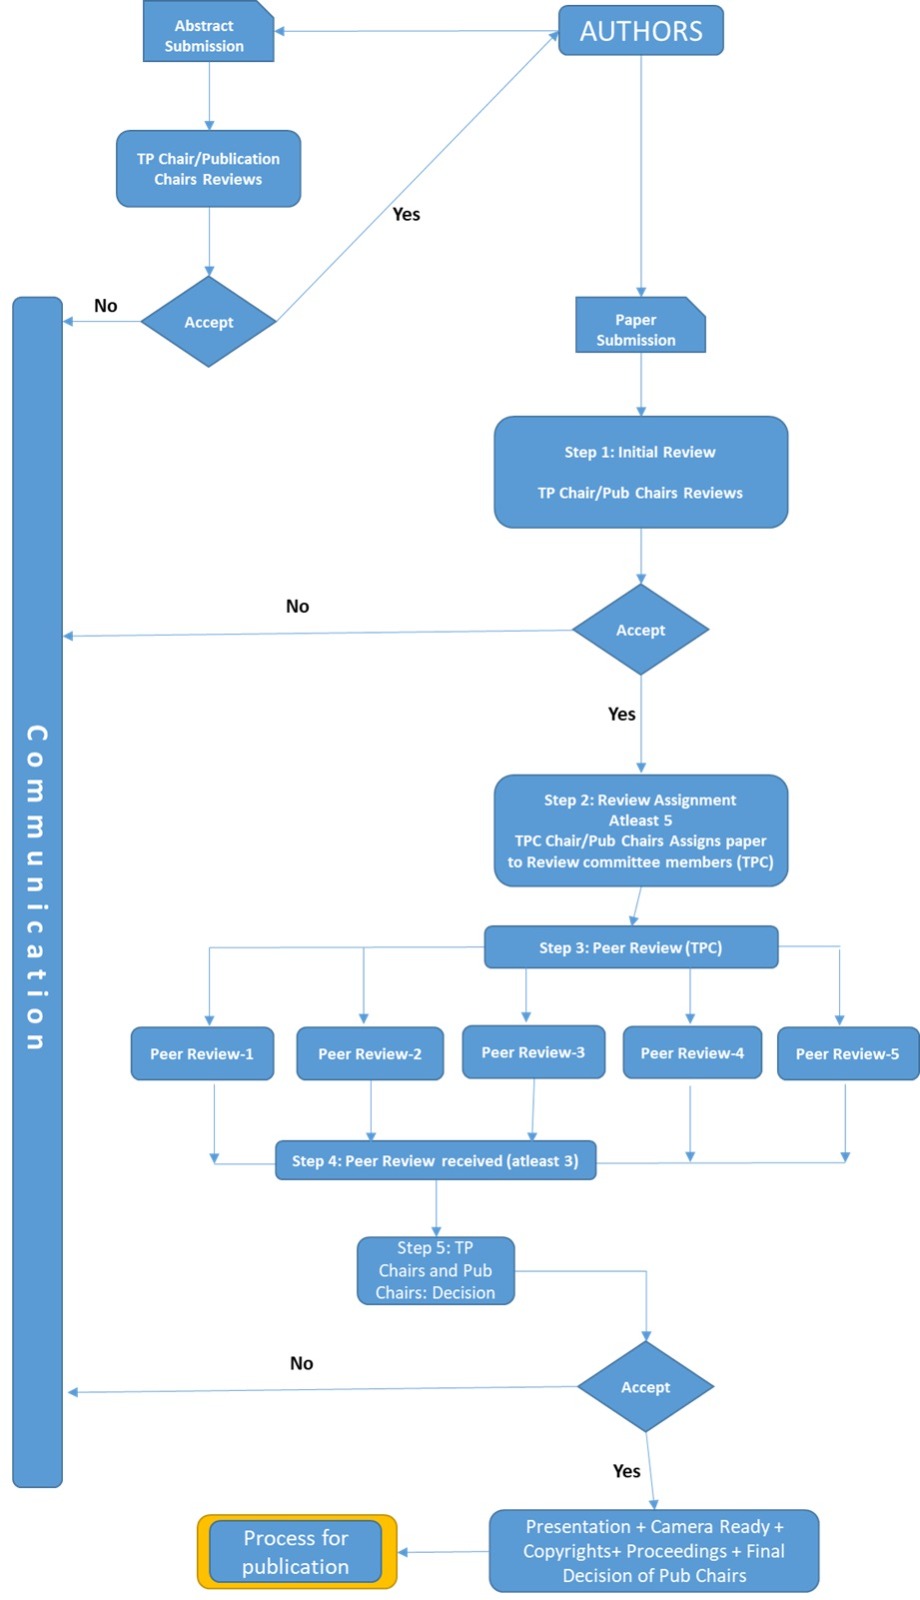 Abstract
Submission
AUTHORS
TP Chair/Publication
Chairs Reviews
Yes
No
Accept
Paper
Submission
Step 1: Initial Review
TP Chair/Pub Chairs Reviews
No
Accept
Yes
Communication
Step 2: Review Assignment
Atleast 5
TPC Chair/Pub Chairs Assigns paper
to Review committee members (TPC)
Step 3: Peer Review (TPC)
Peer Review-1
Peer Review-2
Peer Review-3
Peer Review-4
Peer Review-5
Step 4: Peer Review received (atleast 3)
Step 5: TP
Chairs and Pub
Chairs: Decision
No
Accept
Yes
Presentation + Camera Ready +
Copyrights+ Proceedings + Final
Decision of Pub Chairs
Process for
publication